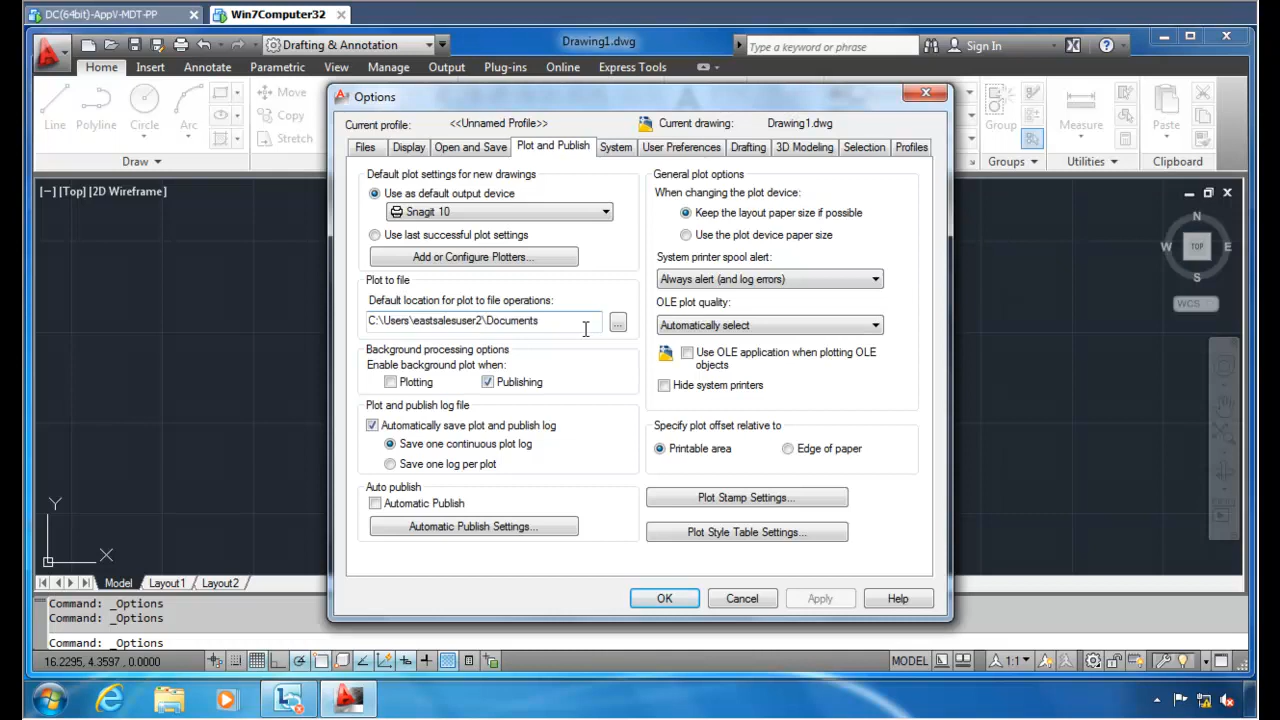 DC(64bit)-AppV-MDT-PP
Win7Computer32
Drafting & Annotation
Drawing1.dwg
Type a keyword or phrase
Sign In
Home Insert Annotate Parametric View Manage Output Plug-ins Online Express Tools
Line
Polyline
Circle
Arc
Move
Copy
Stretch
Draw
Group
Measure
Paste
Groups
Utilities
Clipboard
Options
Current profile: <<Unnamed Profile>> Current drawing: Drawing1.dwg
Files Display Open and Save Plot and Publish System User Preferences Drafting 3D Modeling Selection Profiles
Default plot settings for new drawings
Use as default output device
Snagit 10
Use last successful plot settings
Add or Configure Plotters...
Plot to file
Default location for plot to file operations:
C:\Users\eastsalesuser2\Documents
...
Background processing options
Enable background plot when:
Plotting Publishing
Plot and publish log file
Automatically save plot and publish log
Save one continuous plot log
Save one log per plot
Auto publish
Automatic Publish
Automatic Publish Settings...
General plot options
When changing the plot device:
Keep the layout paper size if possible
Use the plot device paper size
System printer spool alert:
Always alert (and log errors)
OLE plot quality:
Automatically select
Use OLE application when plotting OLE
objects
Hide system printers
Specify plot offset relative to
Printable area Edge of paper
Plot Stamp Settings...
Plot Style Table Settings...
OK Cancel Apply Help
[-] [Top] [2D Wireframe]
N
W TOP E
S
WCS
Y
X
Model Layout1 Layout2
Command: _Options
Command: _Options
Command: _Options
16.2295, 4.3597 , 0.0000
MODEL
1:1